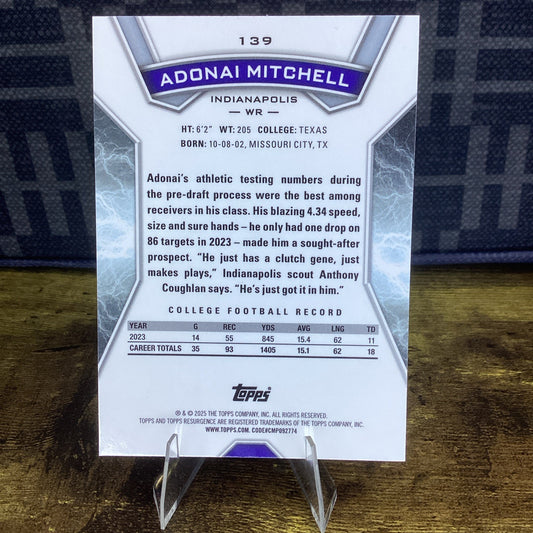 139
ADONAI MITCHELL
INDIANAPOLIS
— WR —
HT: 6'2" WT: 205 COLLEGE: TEXAS
BORN: 10-08-02, MISSOURI CITY, TX
Adonai's athletic testing numbers during
the pre-draft process were the best among
receivers in his class. His blazing 4.34 speed,
size and sure hands – he only had one drop on
86 targets in 2023 – made him a sought-after
prospect. “He just has a clutch gene, just
makes plays,” Indianapolis scout Anthony
Coughlan says. “He's just got it in him.”
COLLEGE FOOTBALL RECORD
YEAR G REC YDS AVG LNG TD
2023 14 55 845 15.4 62 11
CAREER TOTALS 35 93 1405 15.1 62 18
Topps
® & © 2025 THE TOPPS COMPANY, INC. ALL RIGHTS RESERVED.
TOPPS AND TOPPS RESURGENCE ARE REGISTERED TRADEMARKS OF THE TOPPS COMPANY, INC.
WWW.TOPPS.COM. CODE#CMP092774